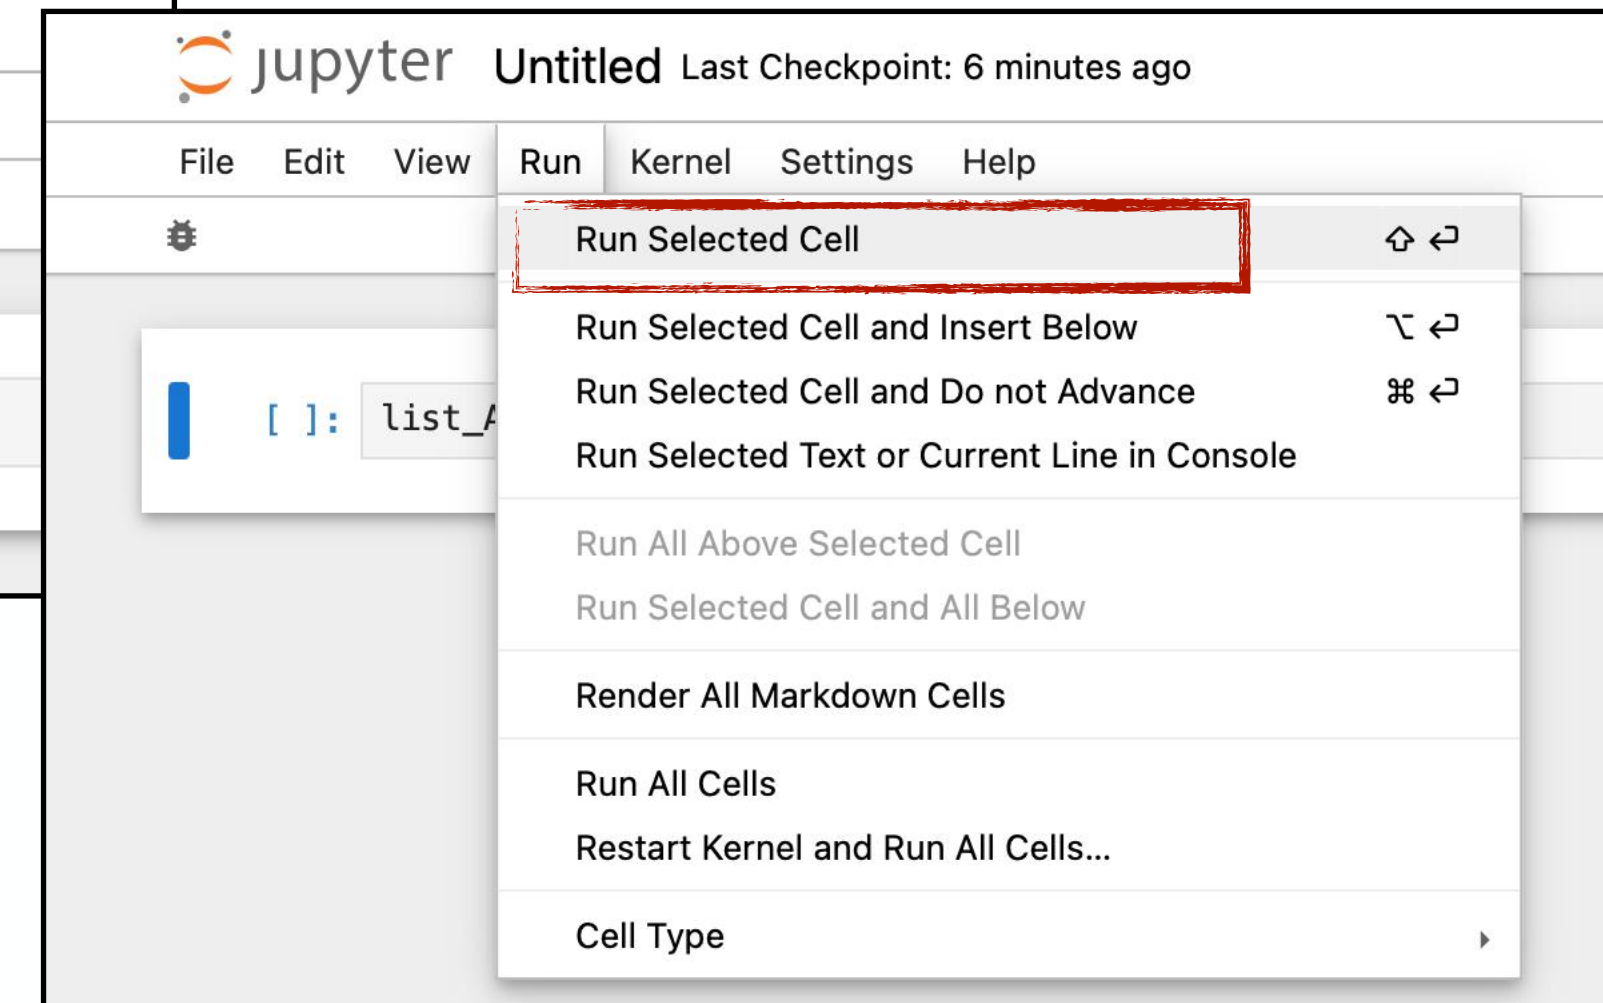 jupyter Untitled Last Checkpoint: 6 minutes ago
File Edit View Run Kernel Settings Help
Run Selected Cell ⇧ ⏎
Run Selected Cell and Insert Below ⌥ ⏎
[ ]: list_A
Run Selected Cell and Do not Advance ⌘ ⏎
Run Selected Text or Current Line in Console
Run All Above Selected Cell
Run Selected Cell and All Below
Render All Markdown Cells
Run All Cells
Restart Kernel and Run All Cells...
Cell Type